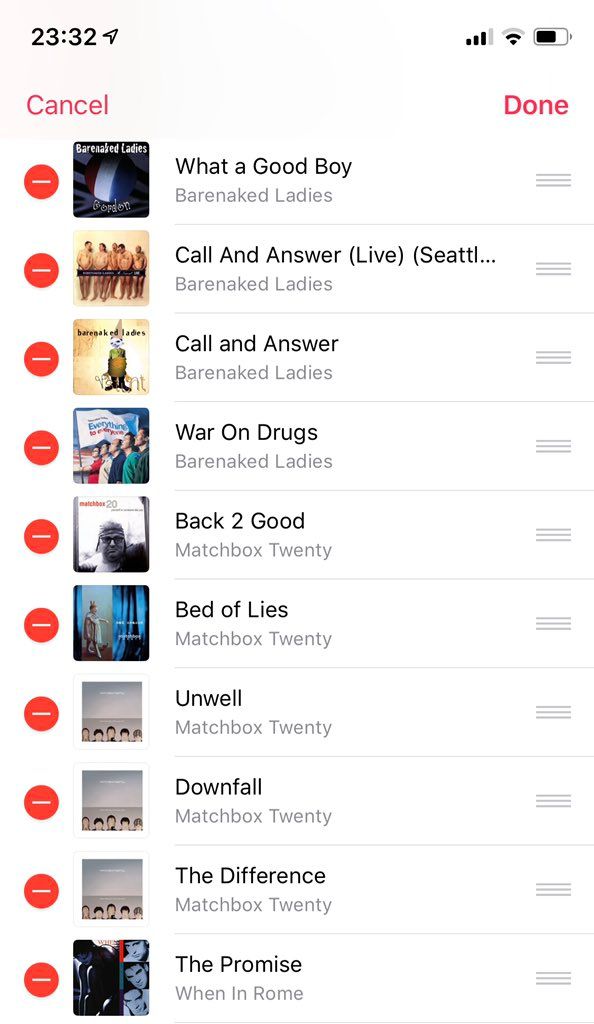 23:32
Cancel
Done
Barenaked Ladies
Gordon
What a Good Boy
Barenaked Ladies
Call And Answer (Live) (Seattl...
Barenaked Ladies
barenaked ladies
Call and Answer
Barenaked Ladies
Everything
to everyone
War On Drugs
Barenaked Ladies
matchbox 20
Back 2 Good
Matchbox Twenty
Bed of Lies
Matchbox Twenty
Unwell
Matchbox Twenty
Downfall
Matchbox Twenty
The Difference
Matchbox Twenty
The Promise
When In Rome